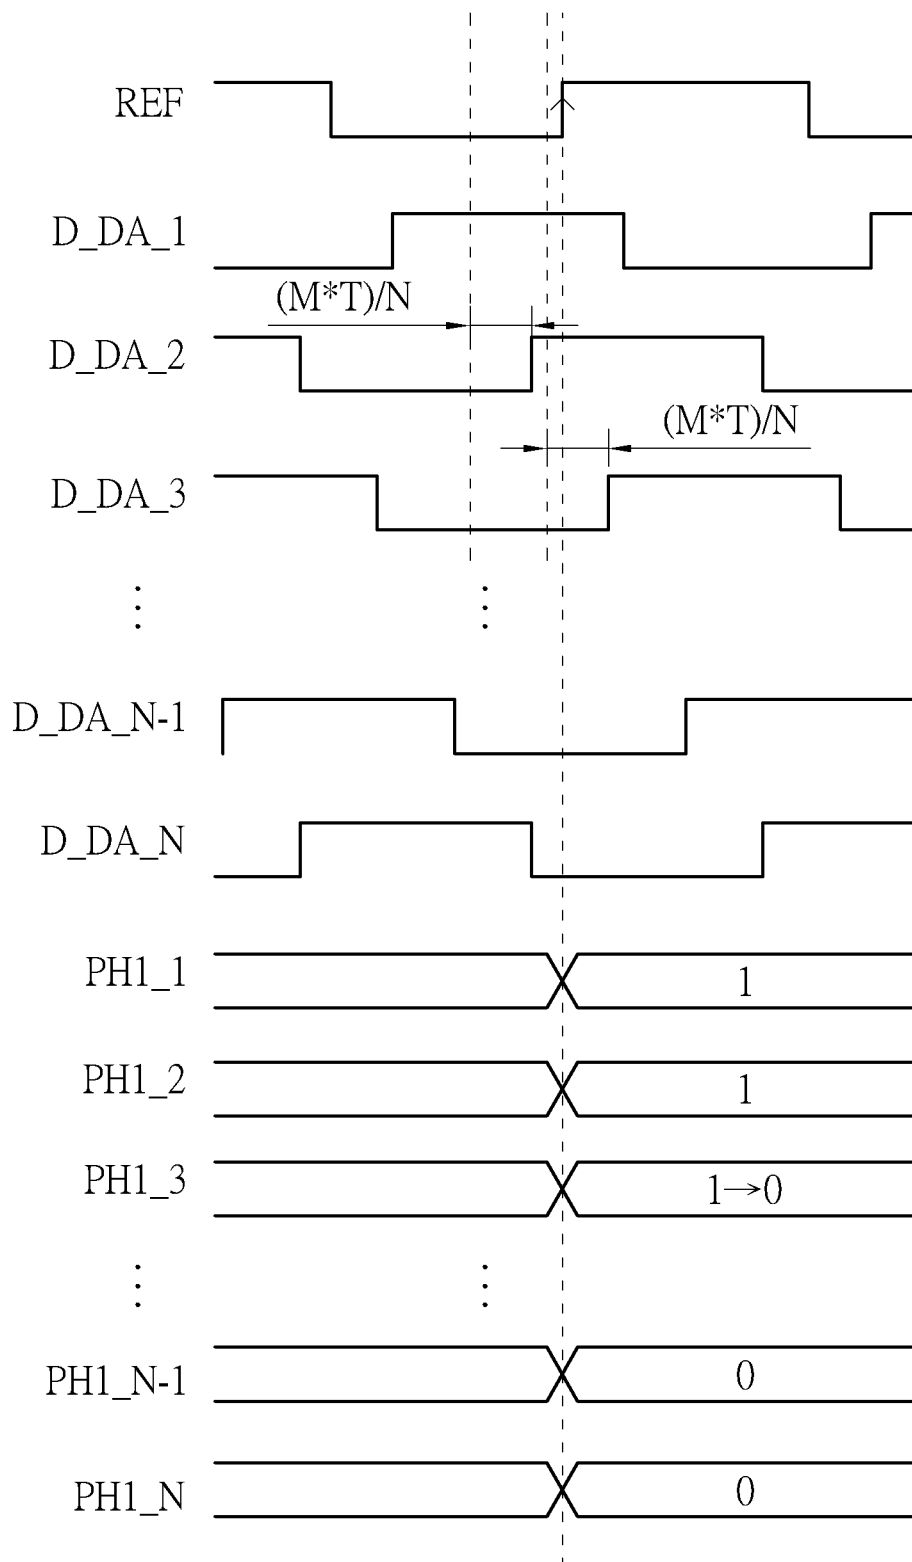 REF
D_DA_1
(M*T)/N
D_DA_2
(M*T)/N
D_DA_3
⋮ ⋮
D_DA_N-1
D_DA_N
PH1_1 1
PH1_2 1
PH1_3 1→0
⋮ ⋮
PH1_N-1 0
PH1_N 0